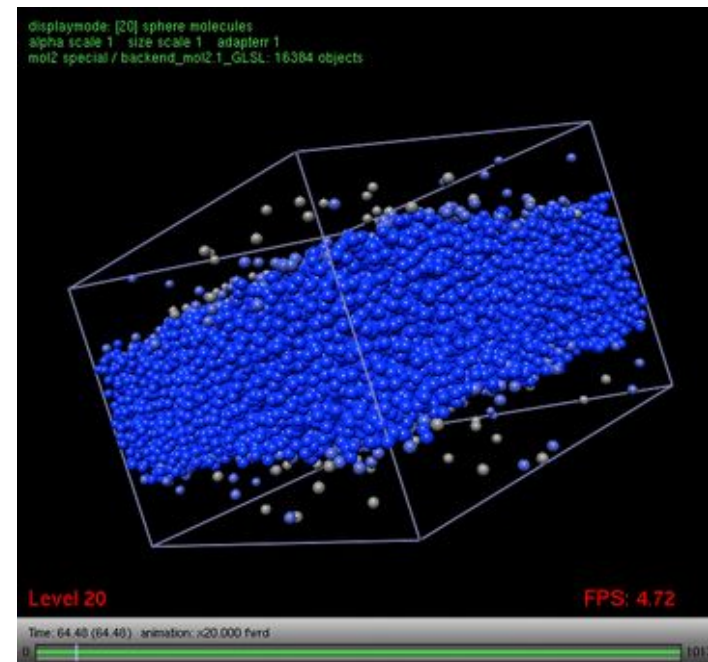 displaymode: [20] sphere molecules
alpha scale 1 size scale 1 adapterr 1
mol2 special / backend_mol2.1_GLSL: 16384 objects
Level 20
FPS: 4.72
Time: 64.48 (64.48) animation: x20.000 fwrd
0